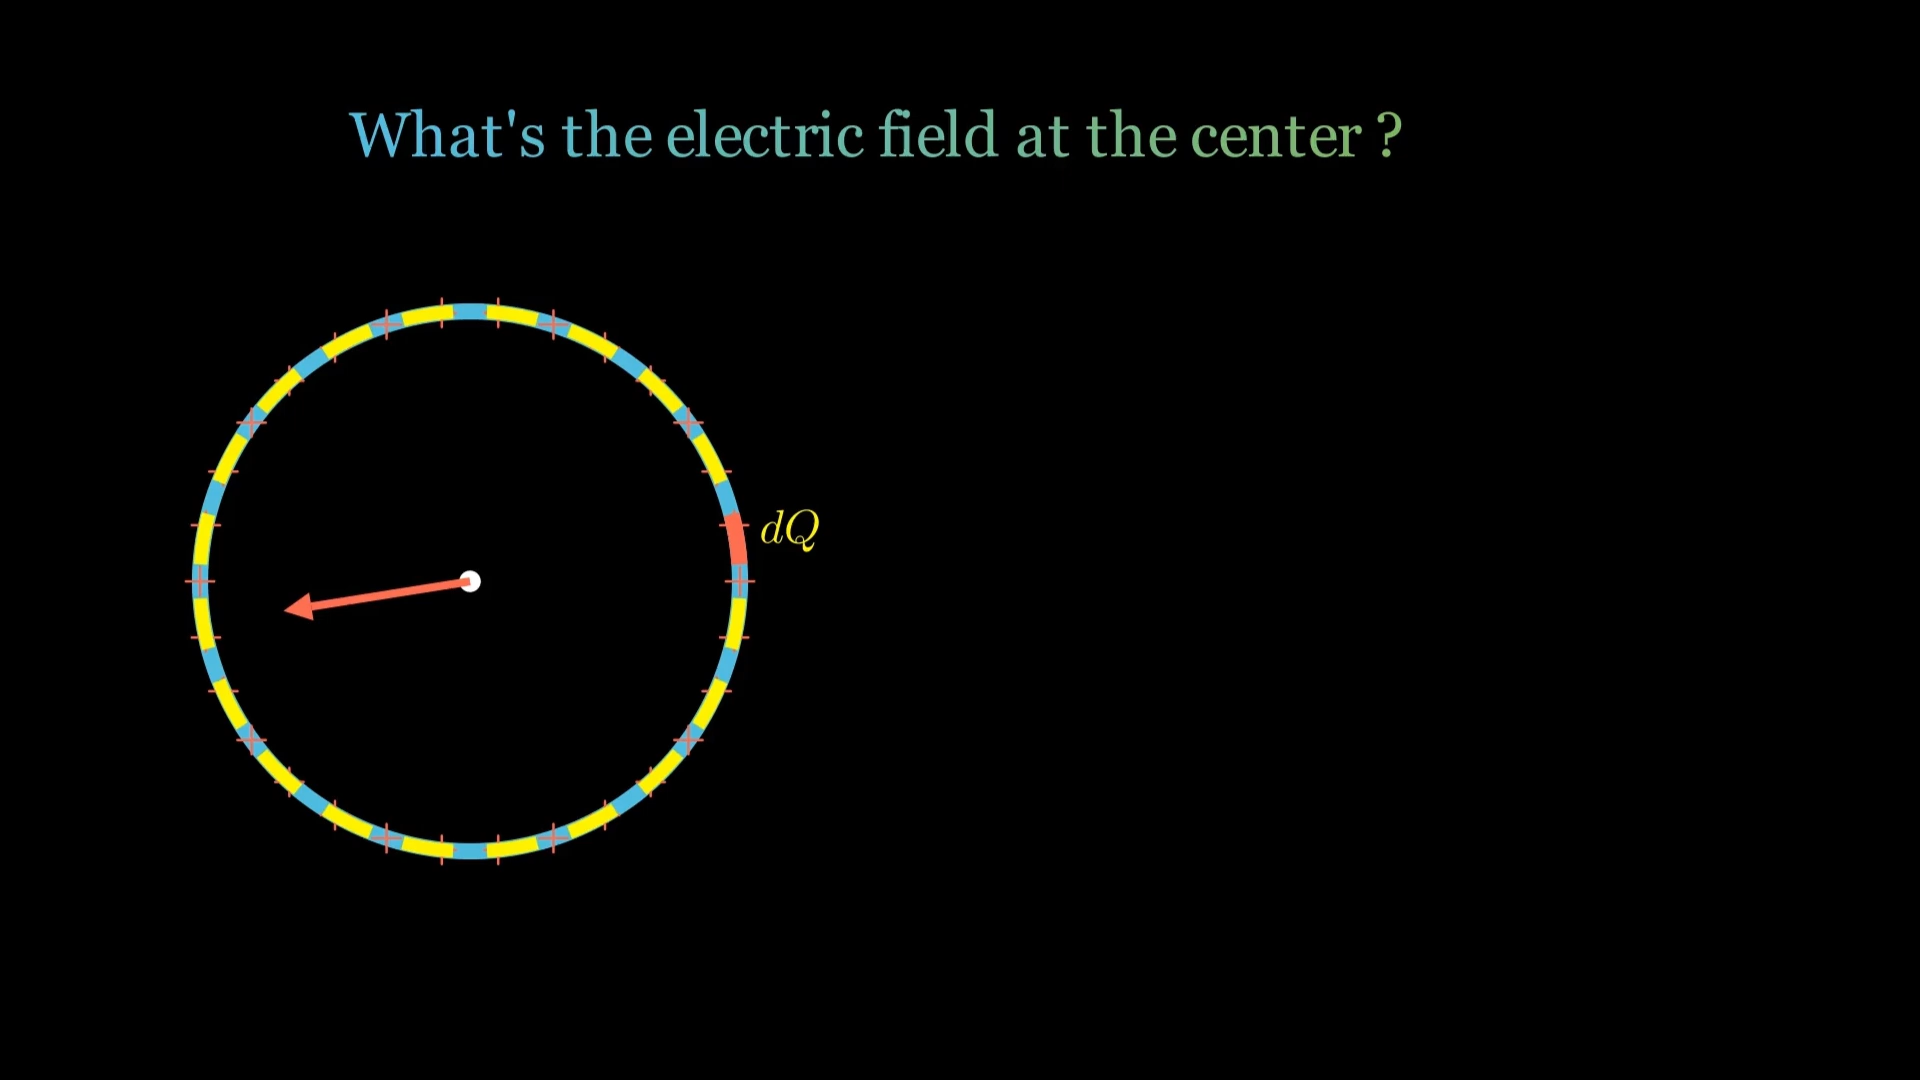 What's the electric field at the center ?
dQ